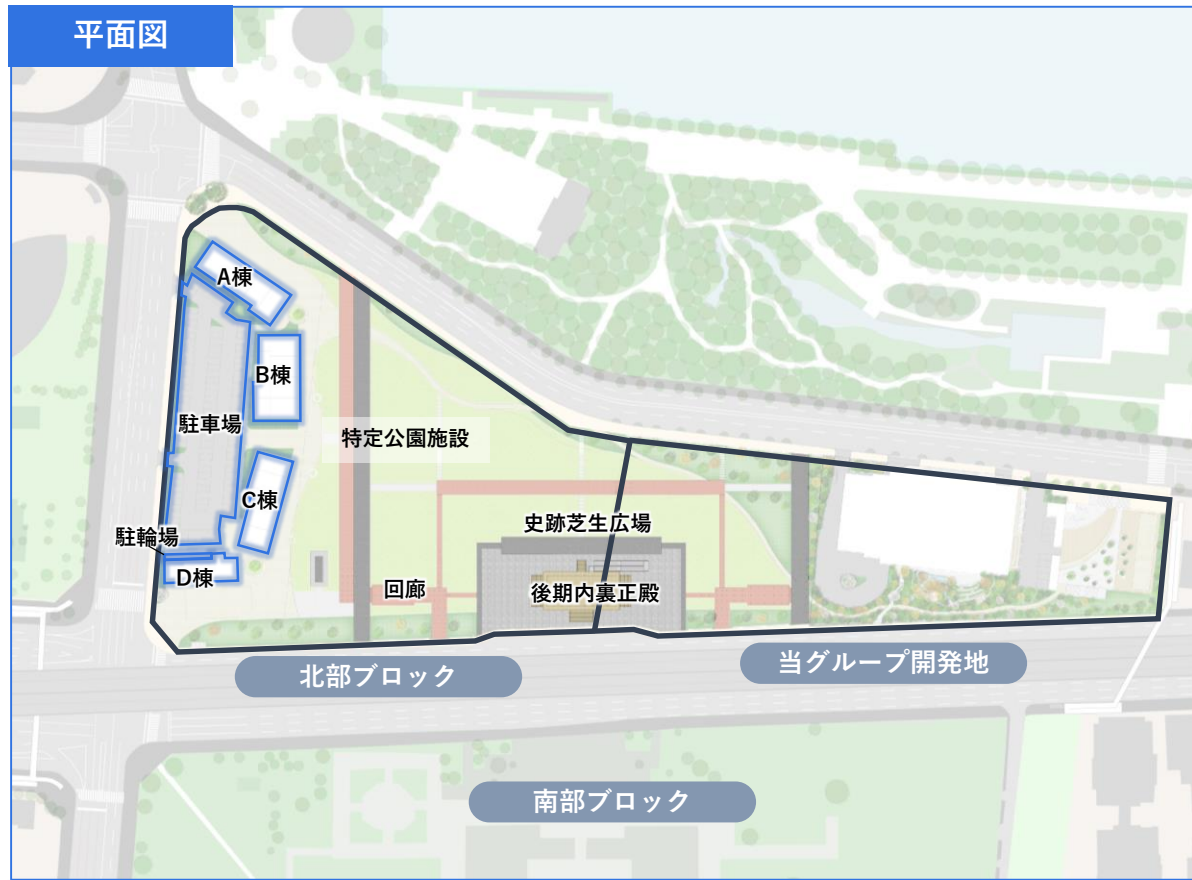 平面図
A棟
B棟
駐車場
特定公園施設
C棟
史跡芝生広場
駐輪場
D棟
回廊
後期内裏正殿
北部ブロック
当グループ開発地
南部ブロック